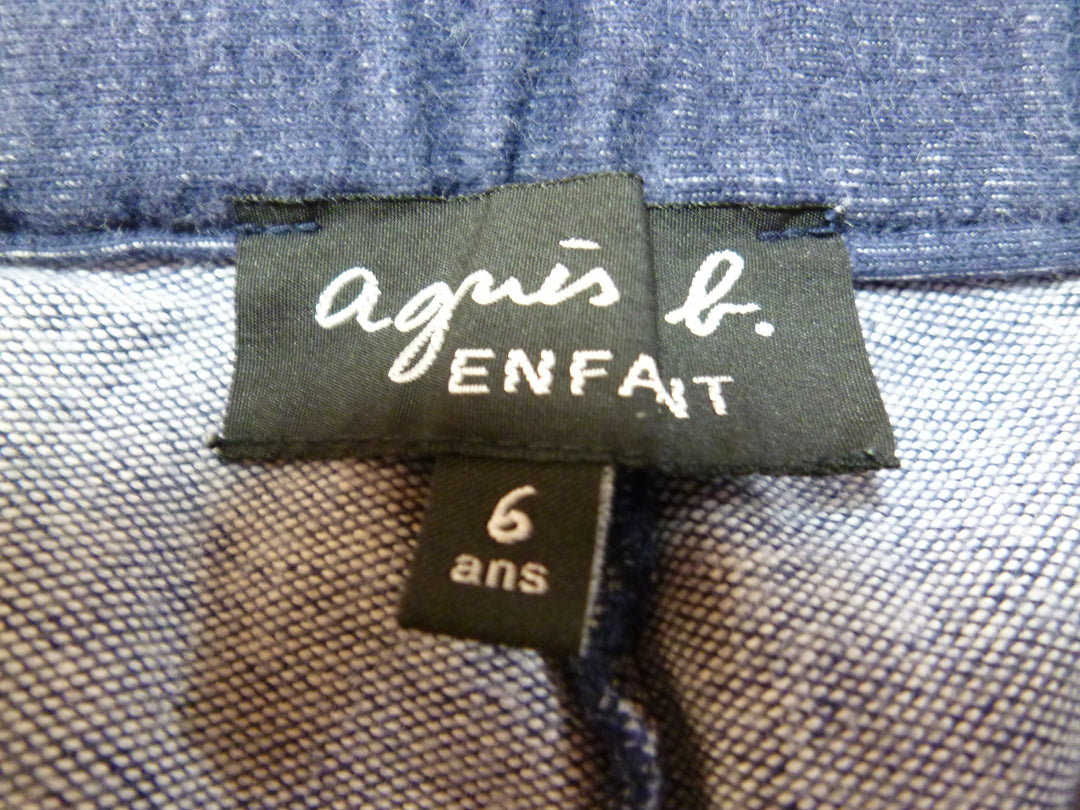 agnès b.
ENFANT
6
ans